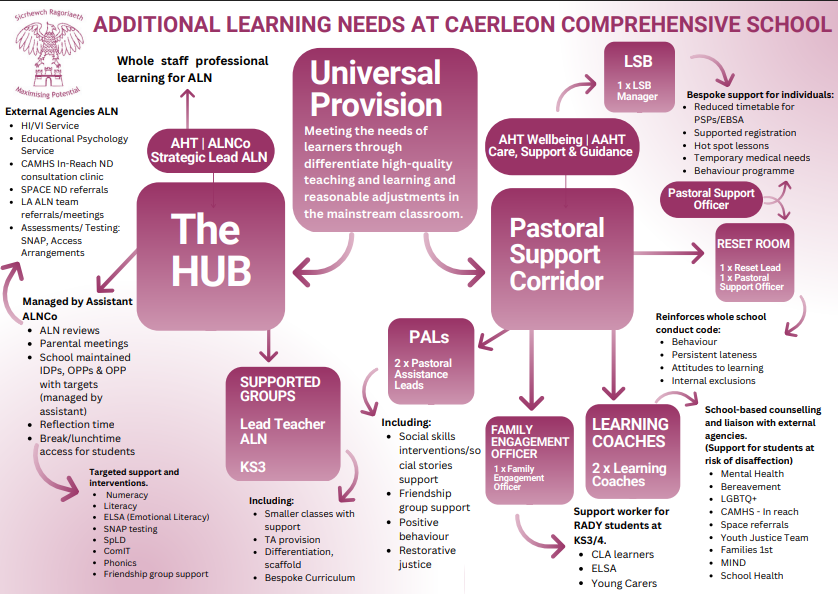 Sicrhewch Ragoriaeth
Maximising Potential
ADDITIONAL LEARNING NEEDS AT CAERLEON COMPREHENSIVE SCHOOL
Whole staff professional
learning for ALN
External Agencies ALN
• HI/VI Service
• Educational Psychology
Service
• CAMHS In-Reach ND
consultation clinic
• SPACE ND referrals
• LA ALN team
referrals/meetings
• Assessments/ Testing:
SNAP, Access
Arrangements
AHT | ALNCo
Strategic Lead ALN
The
HUB
Managed by Assistant
ALNCo
• ALN reviews
• Parental meetings
• School maintained
IDPs, OPPs & OPP
with targets
(managed by
assistant)
• Reflection time
• Break/lunchtime
access for students
Targeted support and
interventions.
• Numeracy
• Literacy
• ELSA (Emotional Literacy)
• SNAP testing
• SpLD
• ComIT
• Phonics
• Friendship group support
SUPPORTED
GROUPS
Lead Teacher
ALN
KS3
Including:
• Smaller classes with
support
• TA provision
• Differentiation,
scaffold
• Bespoke Curriculum
Universal
Provision
Meeting the needs of
learners through
differentiate high-quality
teaching and learning and
reasonable adjustments in
the mainstream classroom.
AHT Wellbeing | AAHT
Care, Support & Guidance
Pastoral
Support
Corridor
LSB
1 x LSB
Manager
Bespoke support for individuals:
• Reduced timetable for
PSPs/EBSA
• Supported registration
• Hot spot lessons
• Temporary medical needs
• Behaviour programme
Pastoral Support
Officer
RESET ROOM
1 x Reset Lead
1 x Pastoral
Support Officer
Reinforces whole school
conduct code:
• Behaviour
• Persistent lateness
• Attitudes to learning
• Internal exclusions
PALs
2 x Pastoral
Assistance
Leads
Including:
• Social skills
interventions/so
cial stories
support
• Friendship
group support
• Positive
behaviour
• Restorative
justice
FAMILY
ENGAGEMENT
OFFICER
1 x Family
Engagement
Officer
Support worker for
RADY students at
KS3/4.
• CLA learners
• ELSA
• Young Carers
LEARNING
COACHES
2 x Learning
Coaches
School-based counselling
and liaison with external
agencies.
(Support for students at
risk of disaffection)
• Mental Health
• Bereavement
• LGBTQ+
• CAMHS - In reach
• Space referrals
• Youth Justice Team
• Families 1st
• MIND
• School Health